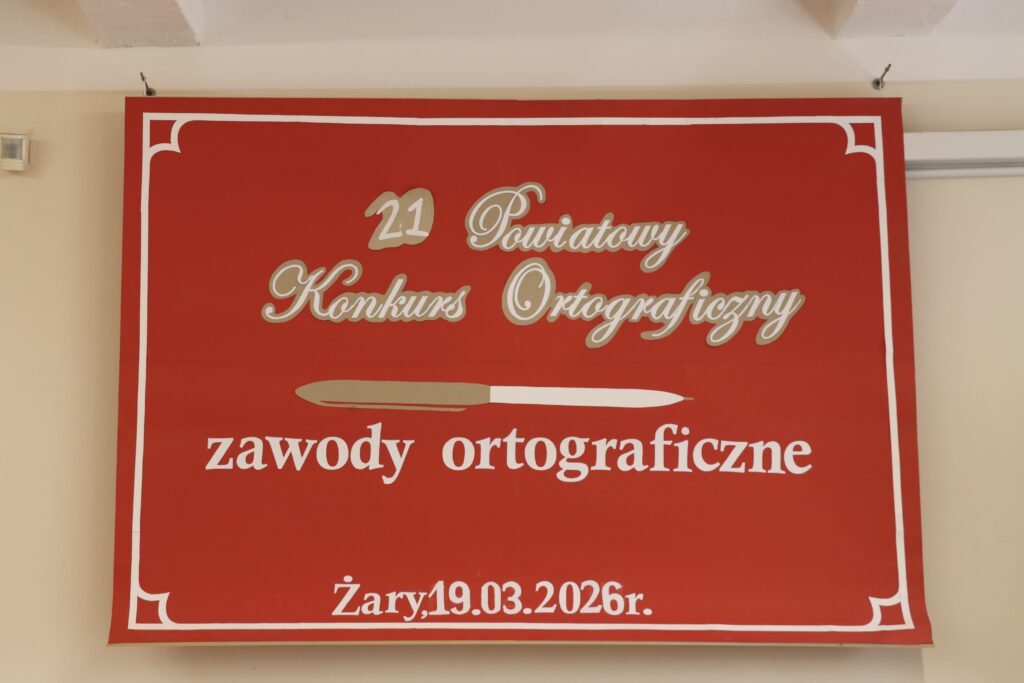 21 Powiatowy
Konkurs Ortograficzny
zawody ortograficzne
Żary,19.03.2026r.